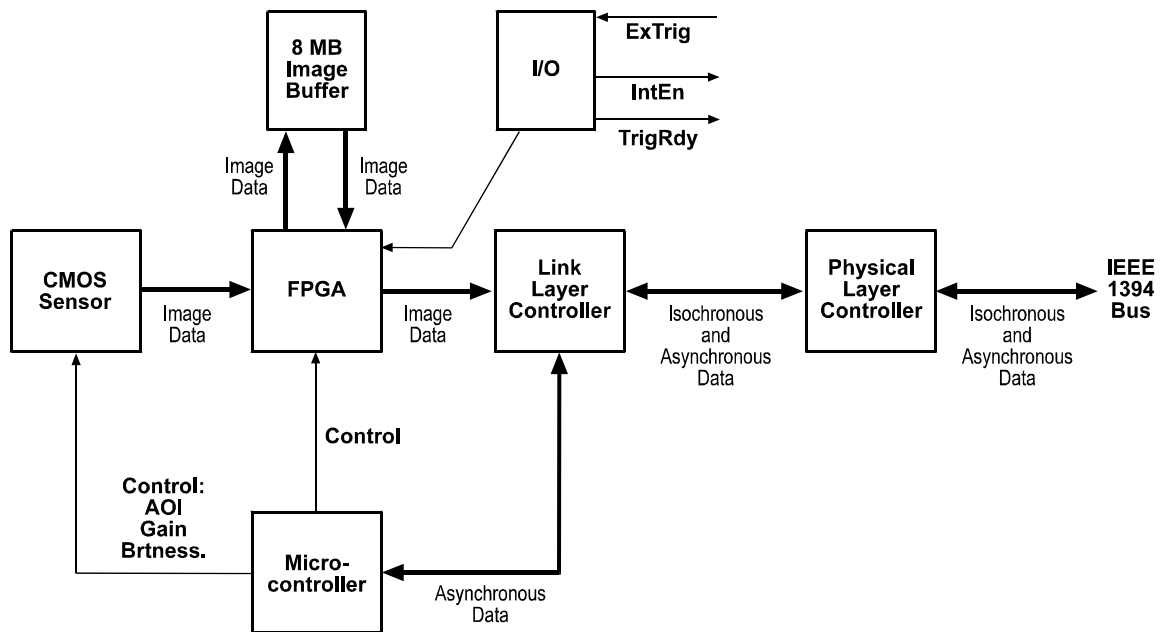 8 MB
Image
Buffer
I/O
ExTrig
IntEn
TrigRdy
Image
Data
Image
Data
CMOS
Sensor
Image
Data
FPGA
Image
Data
Link
Layer
Controller
Isochronous
and
Asynchronous
Data
Physical
Layer
Controller
Isochronous
and
Asynchronous
Data
IEEE
1394
Bus
Control
Control:
AOI
Gain
Brtness.
Micro-
controller
Asynchronous
Data